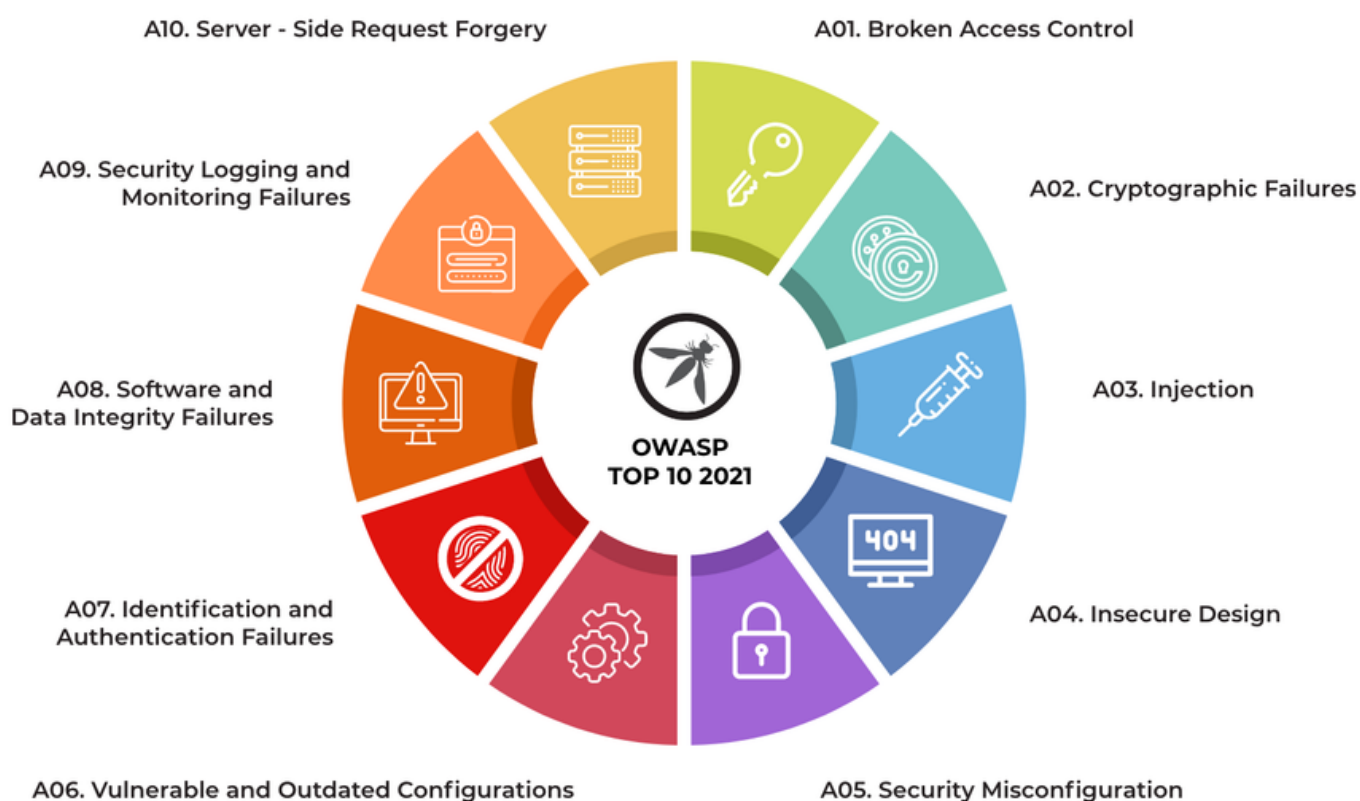 A10. Server - Side Request Forgery
A01. Broken Access Control
A09. Security Logging and
Monitoring Failures
A02. Cryptographic Failures
A08. Software and
Data Integrity Failures
OWASP
TOP 10 2021
A03. Injection
404
A07. Identification and
Authentication Failures
A04. Insecure Design
A06. Vulnerable and Outdated Configurations
A05. Security Misconfiguration